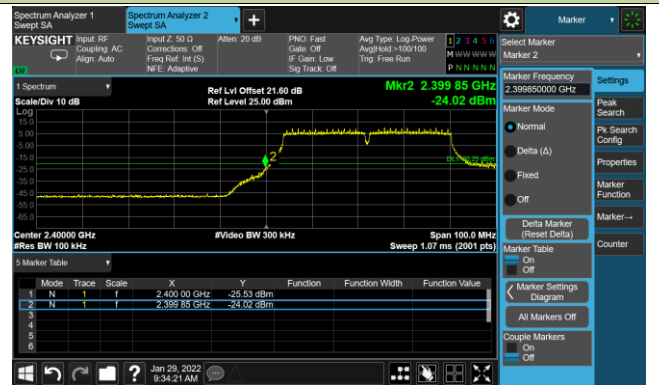 Spectrum Analyzer 1
Swept SA
Spectrum Analyzer 2
Swept SA
+
Marker
KEYSIGHT
Input: RF
Coupling: AC
Align: Auto
Input Z: 50 Ω
Corrections: Off
Freq Ref: Int (S)
NFE: Adaptive
Atten: 20 dB
PNO: Fast
Gate: Off
IF Gain: Low
Sig Track: Off
Avg Type: Log-Power
Avg|Hold:>100/100
Trig: Free Run
1 2 3 4 5 6
M W W W W W
P N N N N N
LXI
Select Marker
Marker 2
1 Spectrum
Scale/Div 10 dB
Ref Lvl Offset 21.60 dB
Ref Level 25.00 dBm
Mkr2 2.399 85 GHz
-24.02 dBm
Log
15.0
5.00
-5.00
-15.0
-25.0
-35.0
-45.0
-55.0
-65.0
2
Center 2.40000 GHz
#Res BW 100 kHz
#Video BW 300 kHz
Span 100.0 MHz
Sweep 1.07 ms (2001 pts)
5 Marker Table
Mode Trace Scale X Y Function Function Width Function Value
1 N 1 f 2.400 00 GHz -25.53 dBm
2 N 1 f 2.399 85 GHz -24.02 dBm
3
4
5
6
Marker Frequency
2.399850000 GHz
Marker Mode
Normal
Delta (Δ)
Fixed
Off
Delta Marker
(Reset Delta)
Marker Table
On
Off
Marker Settings
Diagram
All Markers Off
Couple Markers
On
Off
Settings
Peak
Search
Pk Search
Config
Properties
Marker
Function
Marker→
Counter
?
Jan 29, 2022
9:34:21 AM